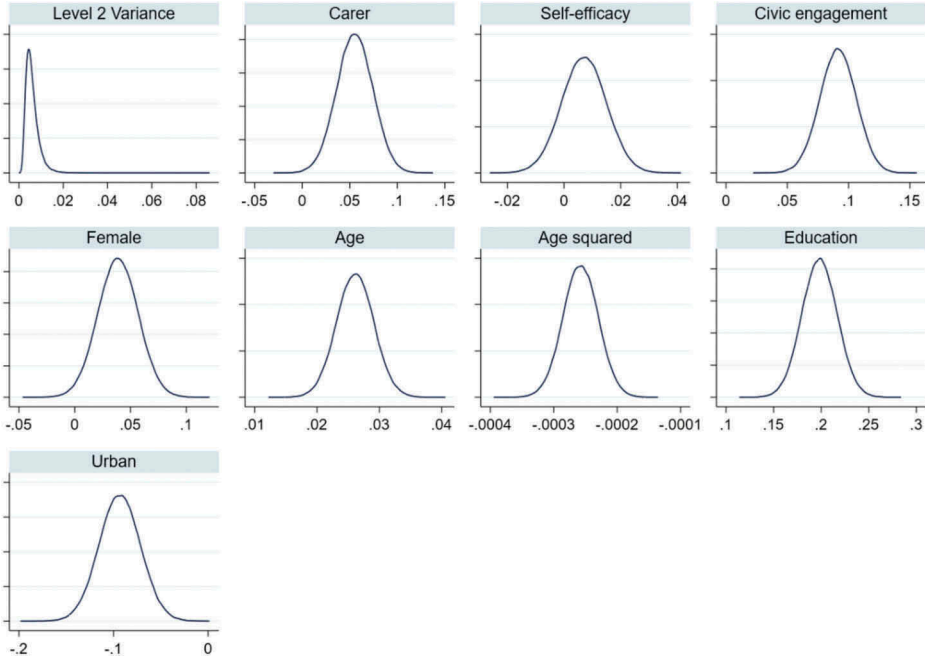 Level 2 Variance
0 .02 .04 .06 .08
Carer
-.05 0 .05 .1 .15
Self-efficacy
-.02 0 .02 .04
Civic engagement
0 .05 .1 .15
Female
-.05 0 .05 .1
Age
.01 .02 .03 .04
Age squared
-.0004 -.0003 -.0002 -.0001
Education
.1 .15 .2 .25 .3
Urban
-.2 -.1 0